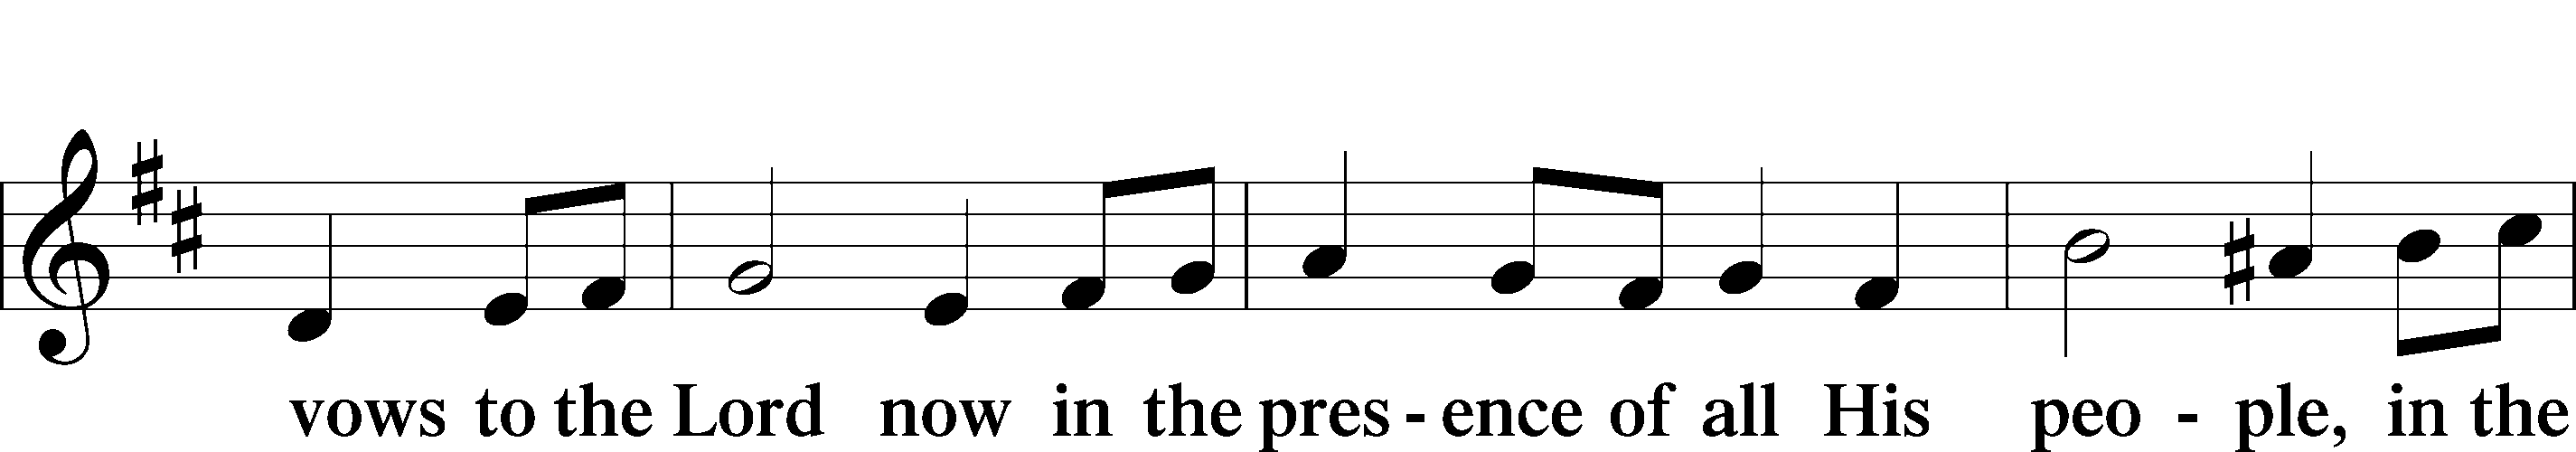 vows to the Lord now in the pres - ence of all His peo - ple, in the